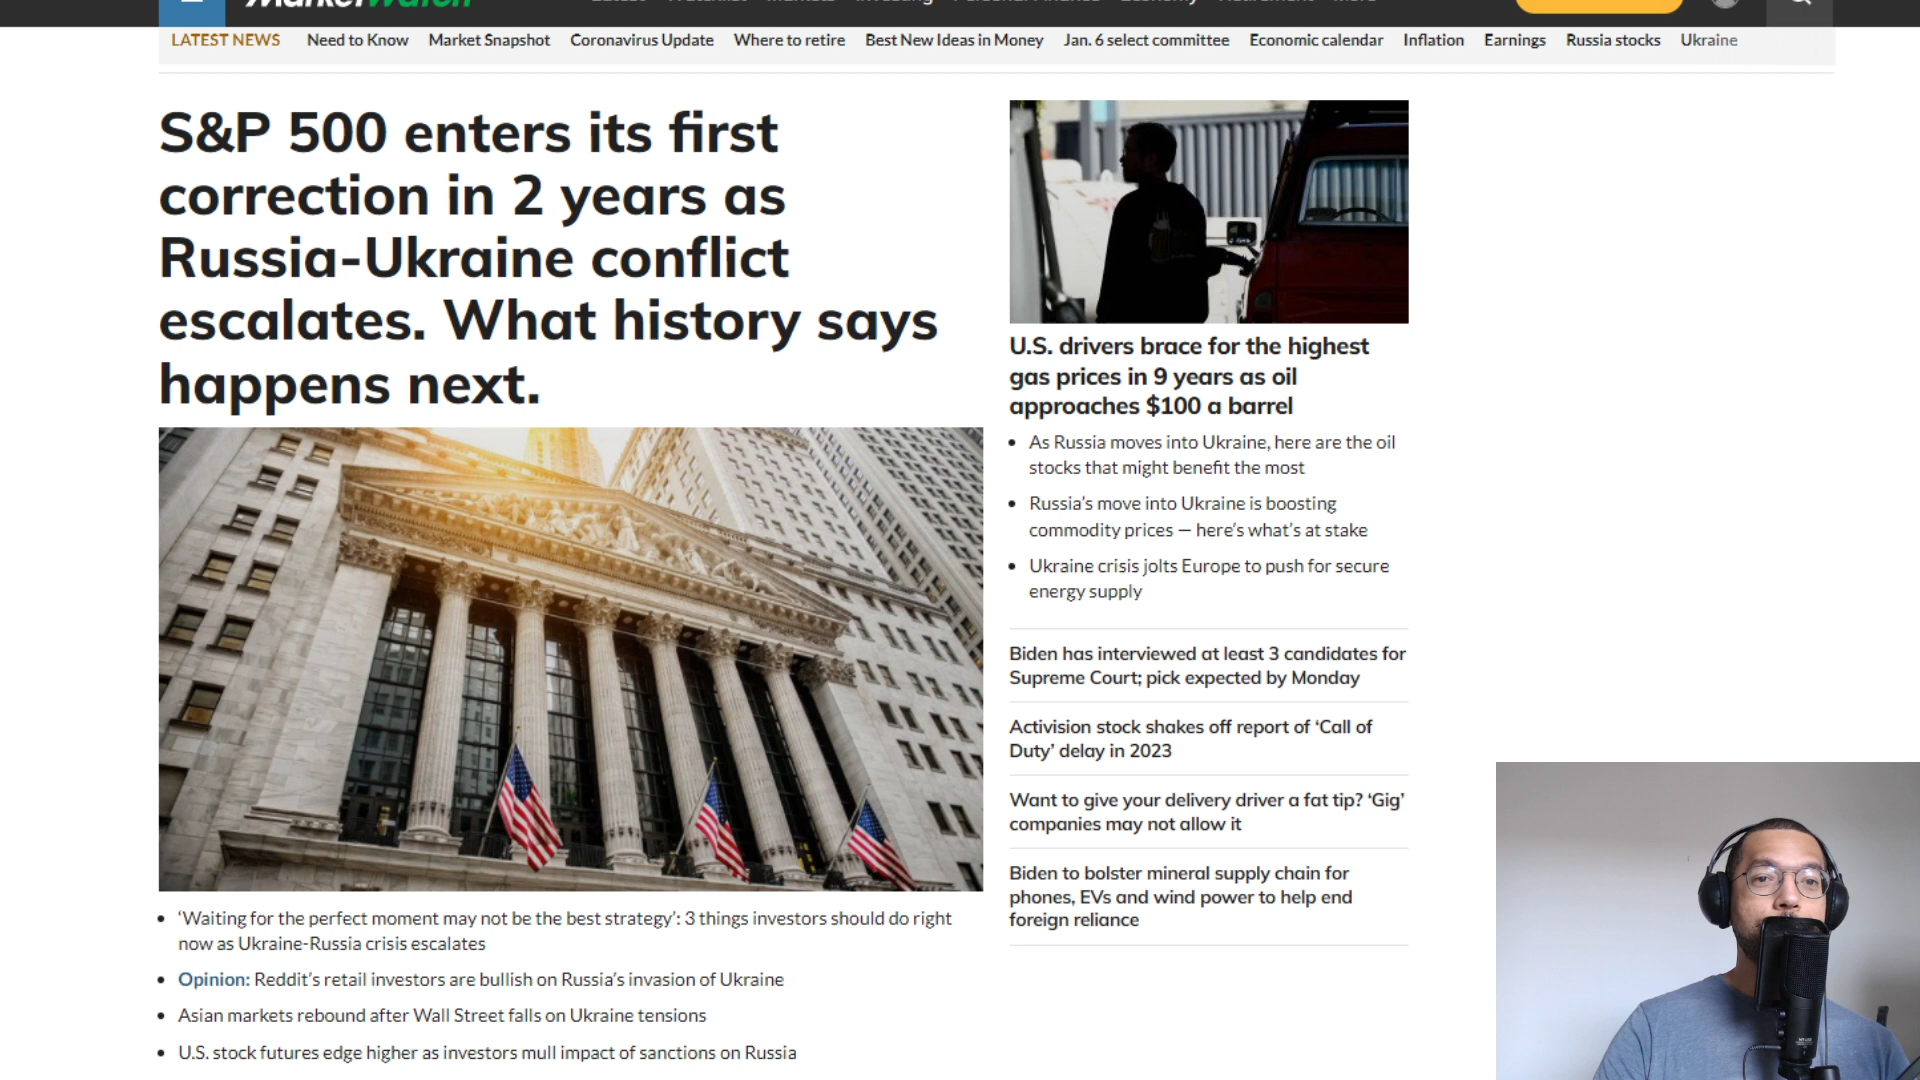 MarketWatch
Latest Watchlist Markets Investing Personal Finance Economy Retirement More
LATEST NEWS Need to Know Market Snapshot Coronavirus Update Where to retire Best New Ideas in Money Jan. 6 select committee Economic calendar Inflation Earnings Russia stocks Ukraine
S&P 500 enters its first
correction in 2 years as
Russia-Ukraine conflict
escalates. What history says
happens next.
‘Waiting for the perfect moment may not be the best strategy’: 3 things investors should do right
now as Ukraine-Russia crisis escalates
Opinion: Reddit’s retail investors are bullish on Russia’s invasion of Ukraine
Asian markets rebound after Wall Street falls on Ukraine tensions
U.S. stock futures edge higher as investors mull impact of sanctions on Russia
U.S. drivers brace for the highest
gas prices in 9 years as oil
approaches $100 a barrel
As Russia moves into Ukraine, here are the oil
stocks that might benefit the most
Russia’s move into Ukraine is boosting
commodity prices — here’s what’s at stake
Ukraine crisis jolts Europe to push for secure
energy supply
Biden has interviewed at least 3 candidates for
Supreme Court; pick expected by Monday
Activision stock shakes off report of ‘Call of
Duty’ delay in 2023
Want to give your delivery driver a fat tip? ‘Gig’
companies may not allow it
Biden to bolster mineral supply chain for
phones, EVs and wind power to help end
foreign reliance